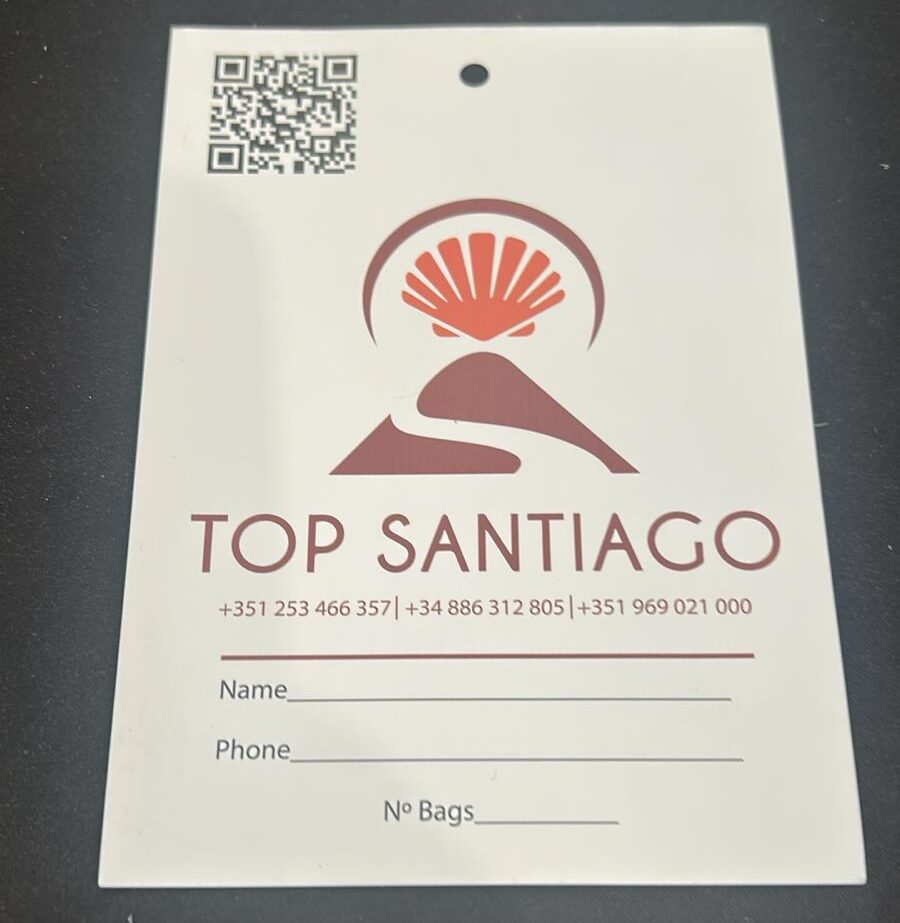 TOP SANTIAGO
+351 253 466 357|+34 886 312 805|+351 969 021 000
Name
Phone
Nº Bags